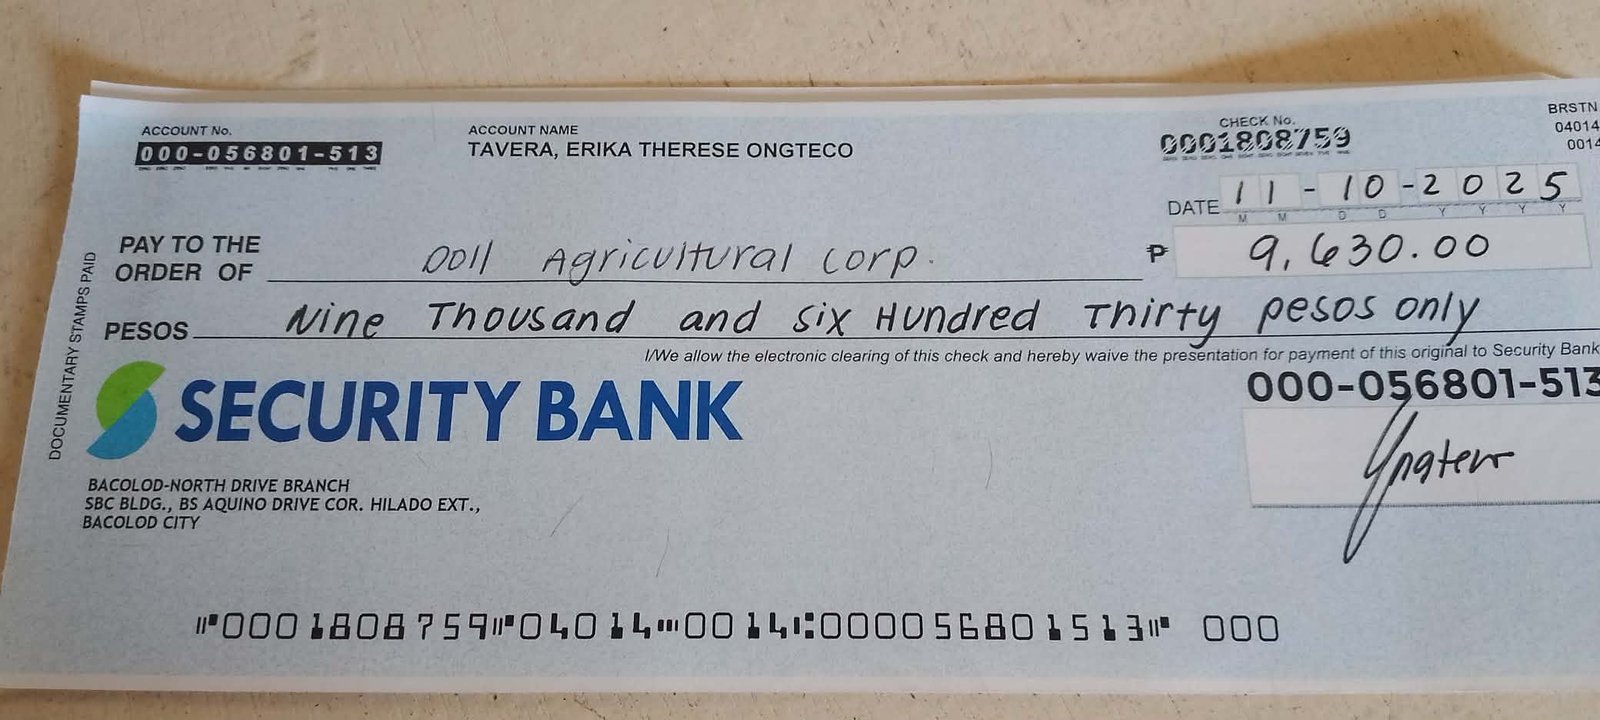 ACCOUNT No.
000-056801-513
ACCOUNT NAME
TAVERA, ERIKA THERESE ONGTECO
CHECK No.
0001808759
BRSTN
04014
0014
DATE 11-10-2025
M M D D Y Y Y Y
PAY TO THE
ORDER OF Doll Agricultural Corp.
₱ 9,630.00
PESOS Nine Thousand and Six Hundred Thirty pesos only
I/We allow the electronic clearing of this check and hereby waive the presentation for payment of this original to Security Bank
DOCUMENTARY STAMPS PAID
SECURITY BANK
000-056801-513
BACOLOD-NORTH DRIVE BRANCH
SBC BLDG., BS AQUINO DRIVE COR. HILADO EXT.,
BACOLOD CITY
⑈0001808759⑈04014⑉0014⑆000056801513⑈ 000